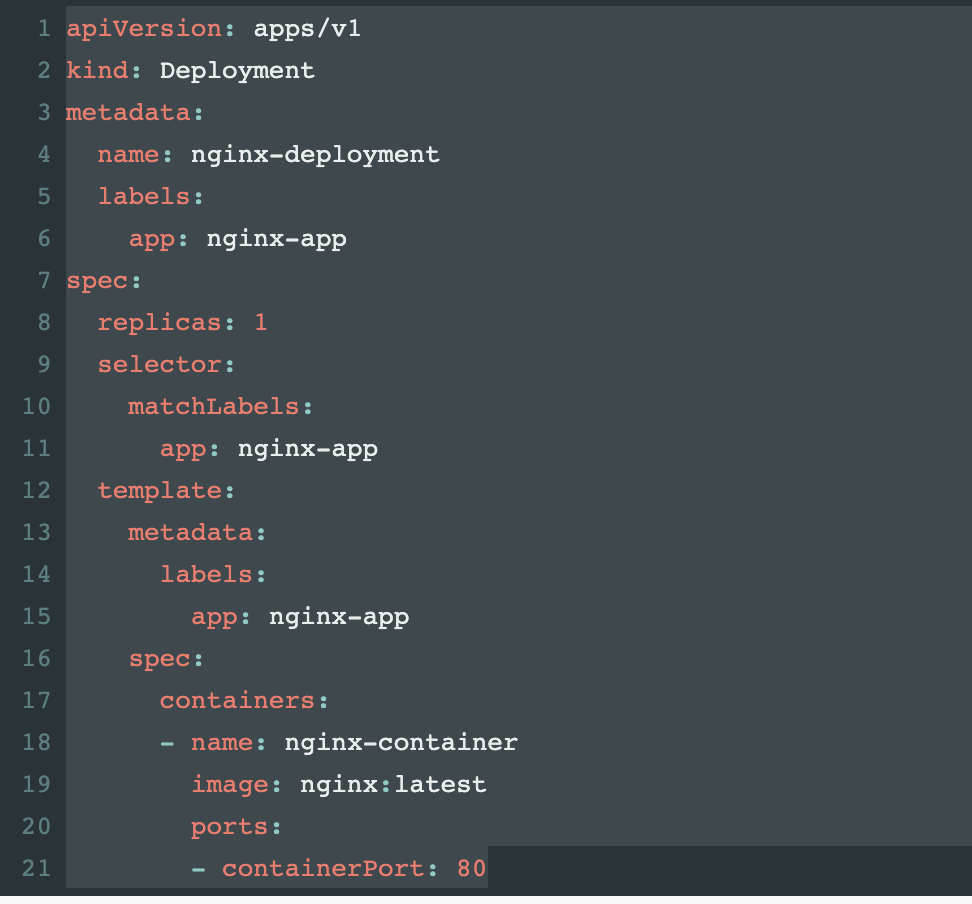 1 apiVersion: apps/v1
2 kind: Deployment
3 metadata:
4   name: nginx-deployment
5   labels:
6     app: nginx-app
7 spec:
8   replicas: 1
9   selector:
10     matchLabels:
11       app: nginx-app
12   template:
13     metadata:
14       labels:
15         app: nginx-app
16     spec:
17       containers:
18       - name: nginx-container
19         image: nginx:latest
20         ports:
21         - containerPort: 80